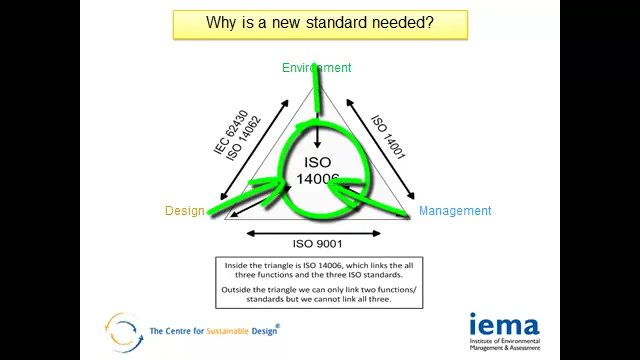 Why is a new standard needed?
Environment
IEC 62430
ISO 14062
ISO 14001
ISO
14006
Design
Management
ISO 9001
Inside the triangle is ISO 14006, which links the all
three functions and the three ISO standards.
Outside the triangle we can only link two functions/
standards but we cannot link all three.
The Centre for Sustainable Design®
iema
Institute of Environmental
Management & Assessment